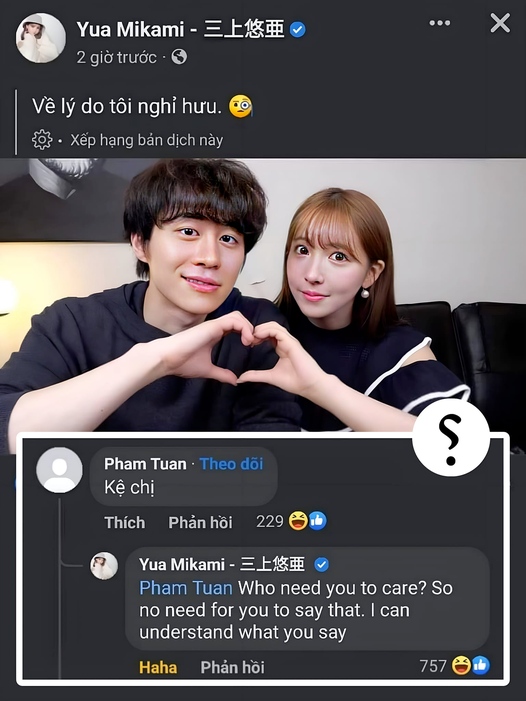 Yua Mikami - 三上悠亜
2 giờ trước ·
Về lý do tôi nghỉ hưu. 🧐
· Xếp hạng bản dịch này
؟
Pham Tuan · Theo dõi
Kệ chị
Thích Phản hồi 229 😆👍
Yua Mikami - 三上悠亜
Pham Tuan Who need you to care? So
no need for you to say that. I can
understand what you say
Haha Phản hồi 757 😆👍